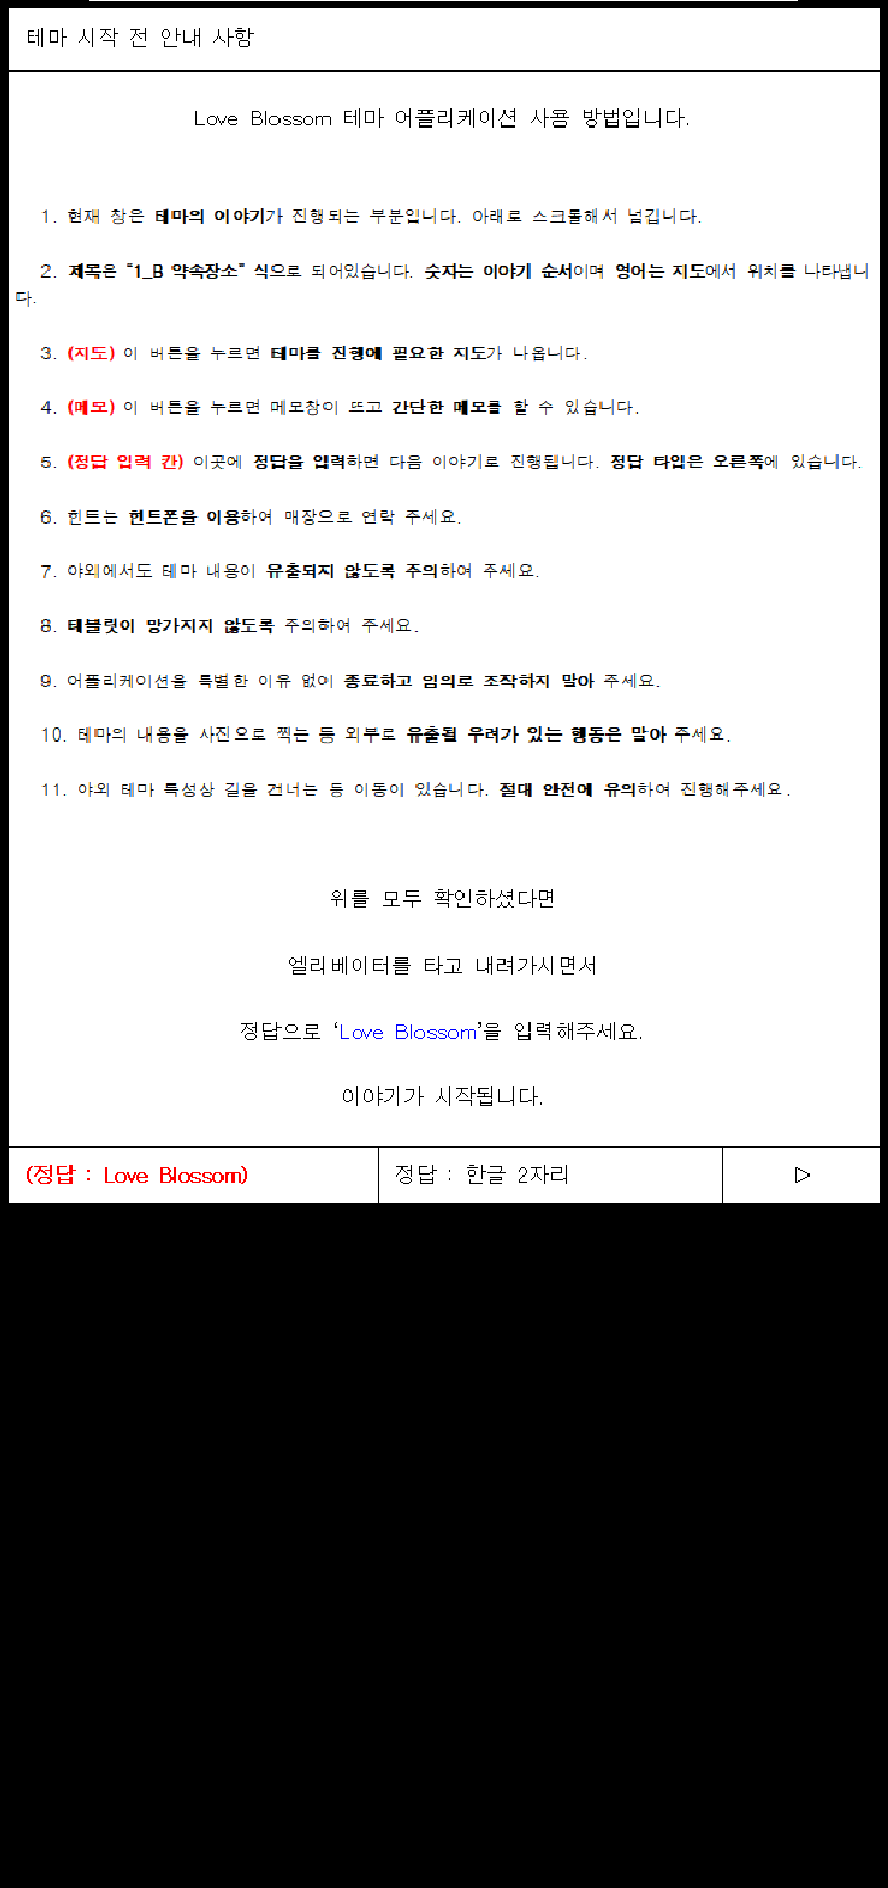 테마 시작 전 안내 사항
Love Blossom 테마 어플리케이션 사용 방법입니다.
1. 현재 창은 테마의 이야기가 진행되는 부분입니다. 아래로 스크롤해서 넘깁니다.
2. 제목은 "1_B 약속장소" 식으로 되어있습니다. 숫자는 이야기 순서이며 영어는 지도에서 위치를 나타냅니
다.
3. (지도) 이 버튼을 누르면 테마를 진행에 필요한 지도가 나옵니다.
4. (메모) 이 버튼을 누르면 메모창이 뜨고 간단한 메모를 할 수 있습니다.
5. (정답 입력 칸) 이곳에 정답을 입력하면 다음 이야기로 진행됩니다. 정답 타입은 오른쪽에 있습니다.
6. 힌트는 힌트폰을 이용하여 매장으로 연락 주세요.
7. 야외에서도 테마 내용이 유출되지 않도록 주의하여 주세요.
8. 테블릿이 망가지지 않도록 주의하여 주세요.
9. 어플리케이션을 특별한 이유 없이 종료하고 임의로 조작하지 말아 주세요.
10. 테마의 내용을 사진으로 찍는 등 외부로 유출될 우려가 있는 행동은 말아 주세요.
11. 야외 테마 특성상 길을 건너는 등 이동이 있습니다. 절대 안전에 유의하여 진행해주세요.
위를 모두 확인하셨다면
엘리베이터를 타고 내려가시면서
정답으로 ‘Love Blossom’을 입력해주세요.
이야기가 시작됩니다.
(정답 : Love Blossom)
정답 : 한글 2자리
▷